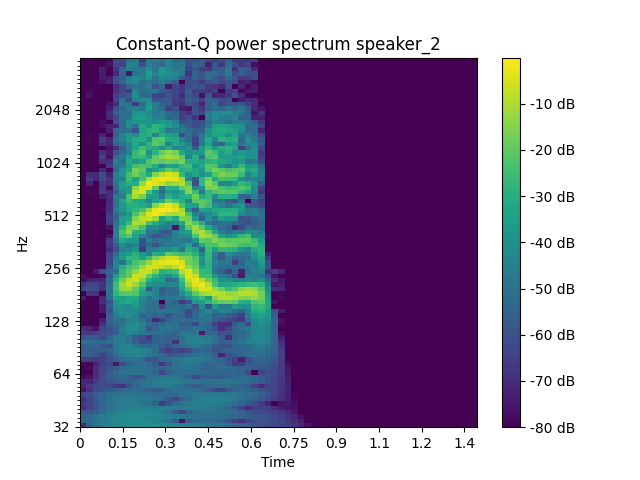 Constant-Q power spectrum speaker_2
Hz
2048
1024
512
256
128
64
32
0 0.15 0.3 0.45 0.6 0.75 0.9 1.1 1.2 1.4
Time
-10 dB
-20 dB
-30 dB
-40 dB
-50 dB
-60 dB
-70 dB
-80 dB